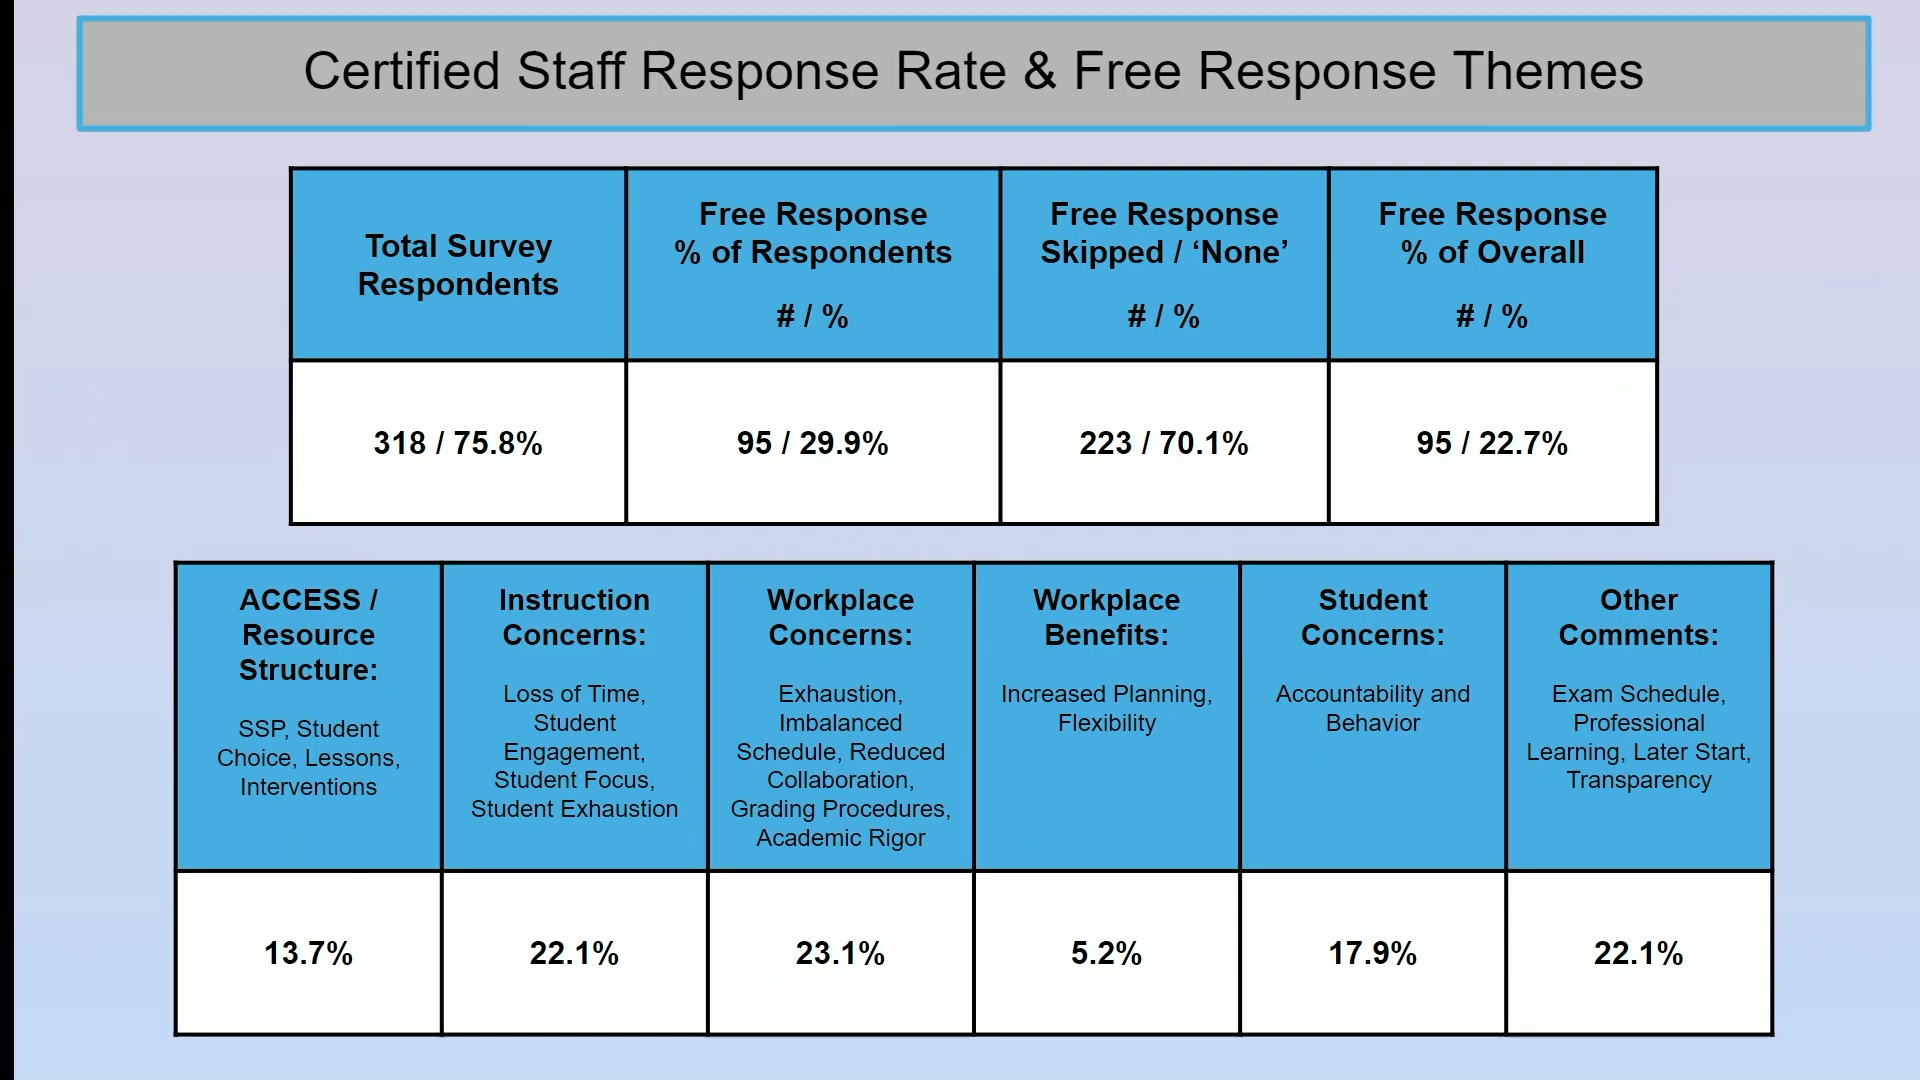 Certified Staff Response Rate & Free Response Themes
Total Survey
Respondents
Free Response
% of Respondents
# / %
Free Response
Skipped / ‘None’
# / %
Free Response
% of Overall
# / %
318 / 75.8%
95 / 29.9%
223 / 70.1%
95 / 22.7%
ACCESS /
Resource
Structure:
SSP, Student
Choice, Lessons,
Interventions
Instruction
Concerns:
Loss of Time,
Student
Engagement,
Student Focus,
Student Exhaustion
Workplace
Concerns:
Exhaustion,
Imbalanced
Schedule, Reduced
Collaboration,
Grading Procedures,
Academic Rigor
Workplace
Benefits:
Increased Planning,
Flexibility
Student
Concerns:
Accountability and
Behavior
Other
Comments:
Exam Schedule,
Professional
Learning, Later Start,
Transparency
13.7%
22.1%
23.1%
5.2%
17.9%
22.1%